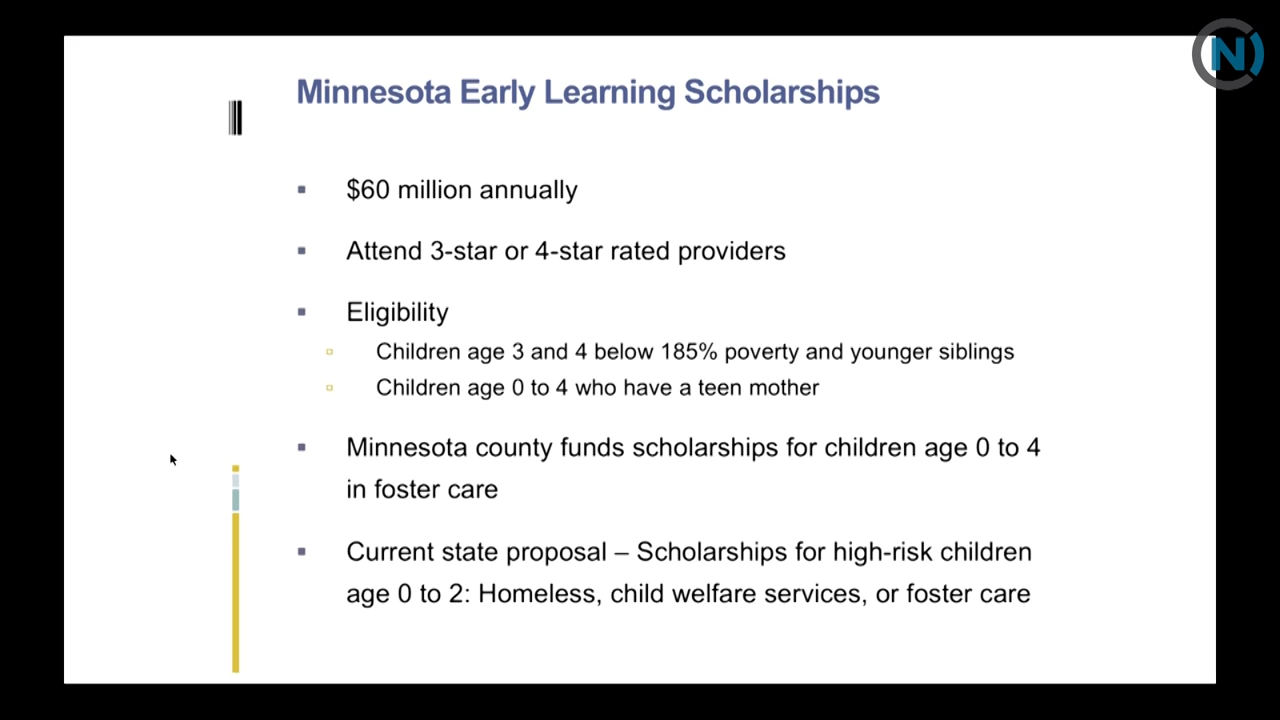 Minnesota Early Learning Scholarships
$60 million annually
Attend 3-star or 4-star rated providers
Eligibility
Children age 3 and 4 below 185% poverty and younger siblings
Children age 0 to 4 who have a teen mother
Minnesota county funds scholarships for children age 0 to 4
in foster care
Current state proposal – Scholarships for high-risk children
age 0 to 2: Homeless, child welfare services, or foster care
CN